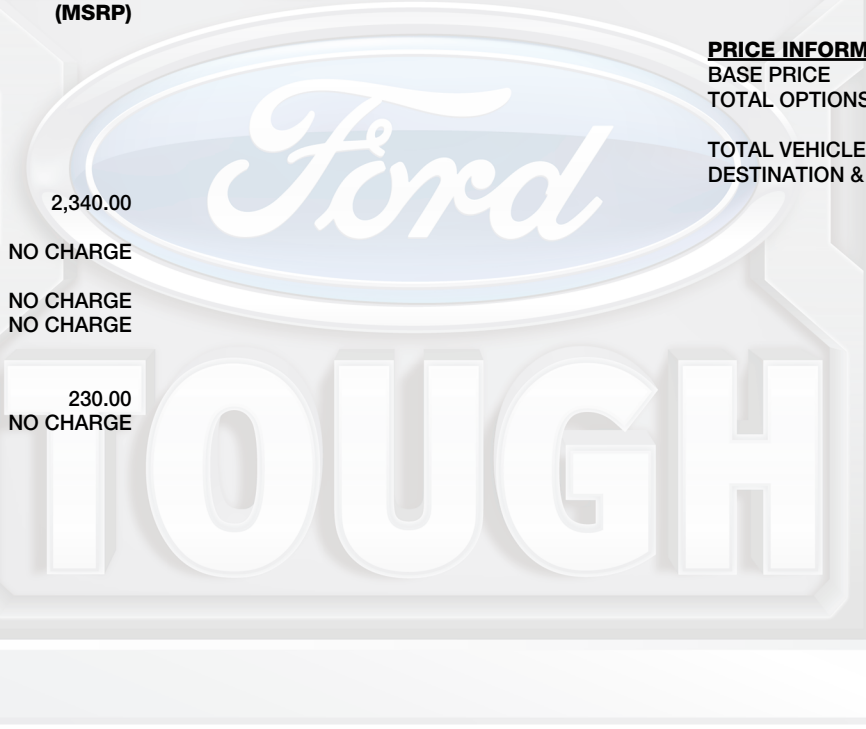 (MSRP)
2,340.00
NO CHARGE
NO CHARGE
NO CHARGE
230.00
NO CHARGE
PRICE INFORM
BASE PRICE
TOTAL OPTIONS
TOTAL VEHICLE
DESTINATION &
Ford
TOUGH